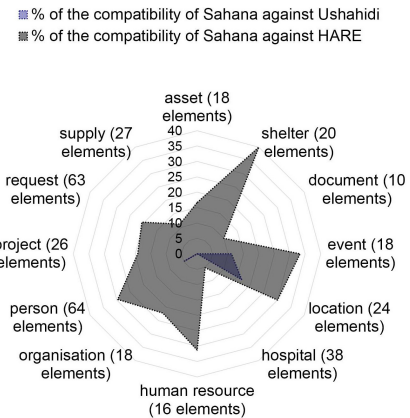 % of the compatibility of Sahana against Ushahidi
% of the compatibility of Sahana against HARE
asset (18
elements)
supply (27
elements)
shelter (20
elements)
request (63
elements)
document (10
elements)
project (26
elements)
event (18
elements)
person (64
elements)
location (24
elements)
organisation (18
elements)
hospital (38
elements)
human resource
(16 elements)
40
35
30
25
20
15
10
5
0